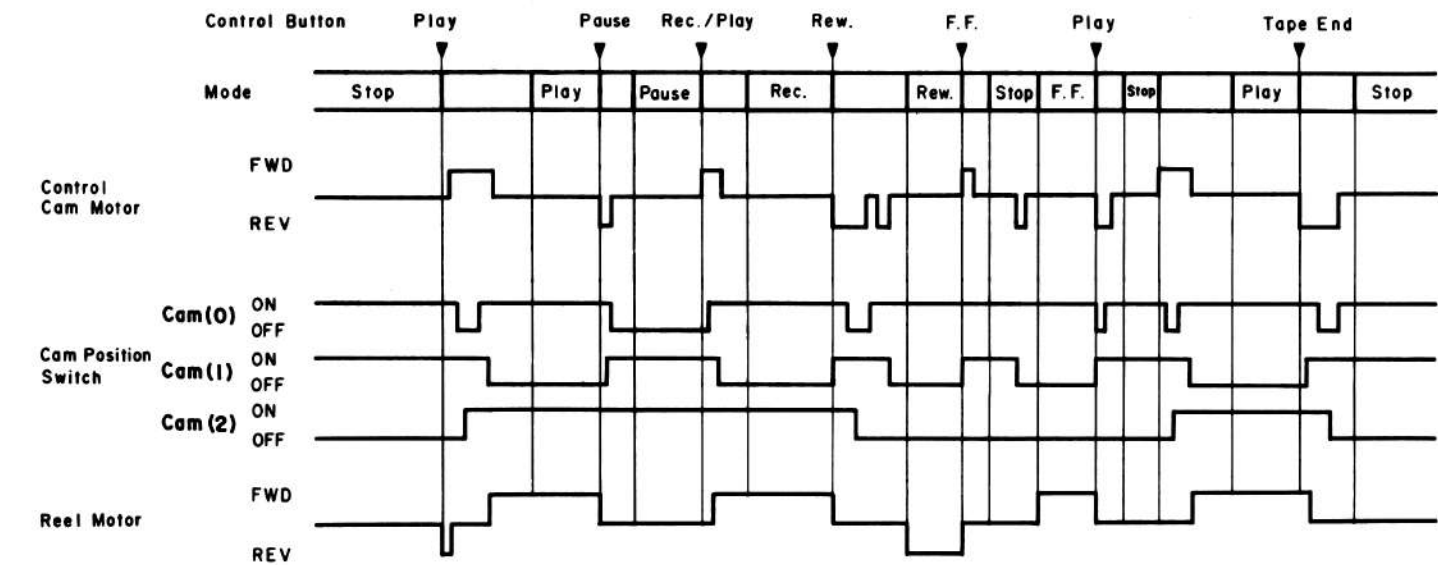 Control Button Play Pause Rec./Play Rew. F.F. Play Tape End
Mode Stop Play Pause Rec. Rew. Stop F.F. Stop Play Stop
FWD
Control
Cam Motor
REV
Cam(0) ON
OFF
Cam Position
Switch
Cam(1) ON
OFF
Cam(2) ON
OFF
FWD
Reel Motor
REV